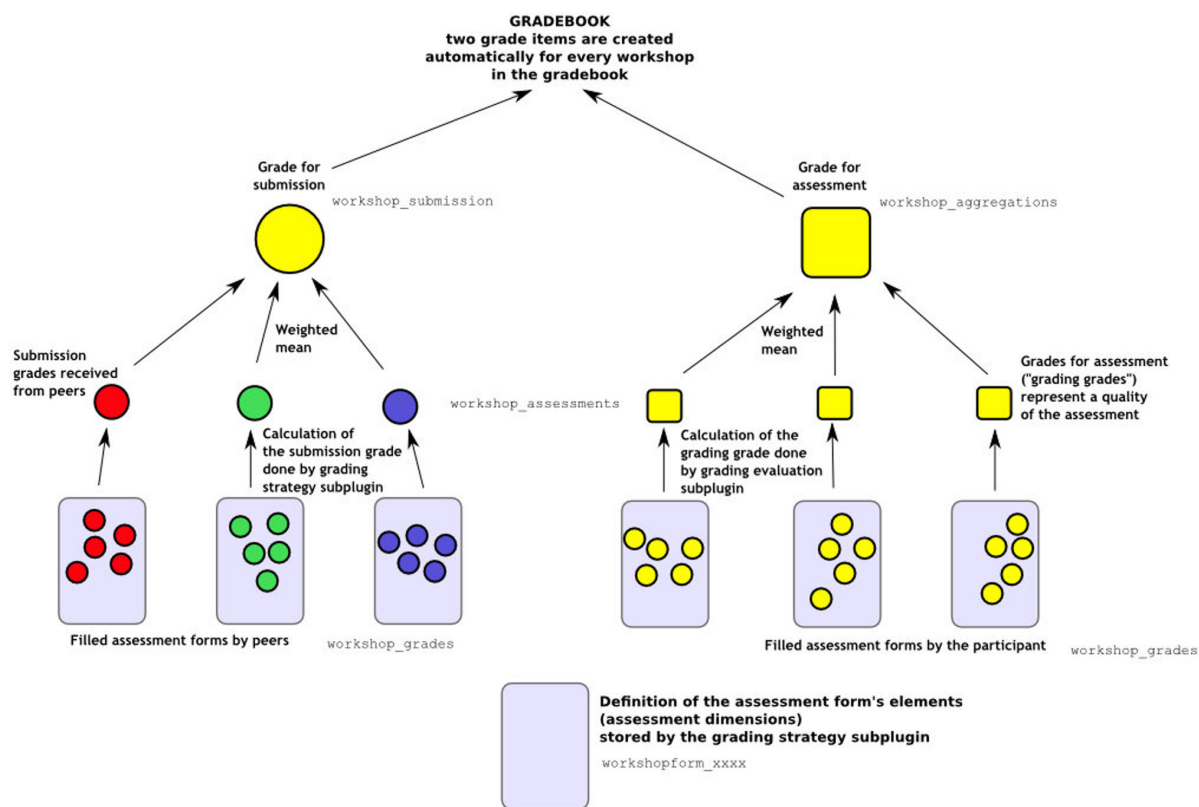 GRADEBOOK
two grade items are created
automatically for every workshop
in the gradebook
Grade for
submission
workshop_submission
Grade for
assessment
workshop_aggregations
Weighted
mean
Weighted
mean
Submission
grades received
from peers
workshop_assessments
Grades for assessment
("grading grades")
represent a quality
of the assessment
Calculation of
the submission grade
done by grading
strategy subplugin
Calculation of the
grading grade done
by grading evaluation
subplugin
Filled assessment forms by peers
workshop_grades
Filled assessment forms by the participant
workshop_grades
Definition of the assessment form's elements
(assessment dimensions)
stored by the grading strategy subplugin
workshopform_xxxx